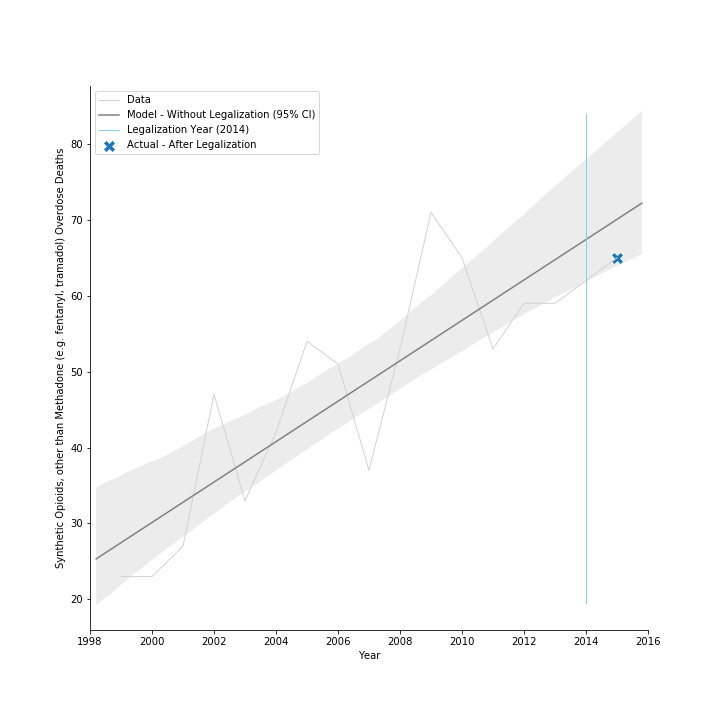 Data
Model - Without Legalization (95% CI)
Legalization Year (2014)
Actual - After Legalization
Synthetic Opioids, other than Methadone (e.g. fentanyl, tramadol) Overdose Deaths
80
70
60
50
40
30
20
1998 2000 2002 2004 2006 2008 2010 2012 2014 2016
Year